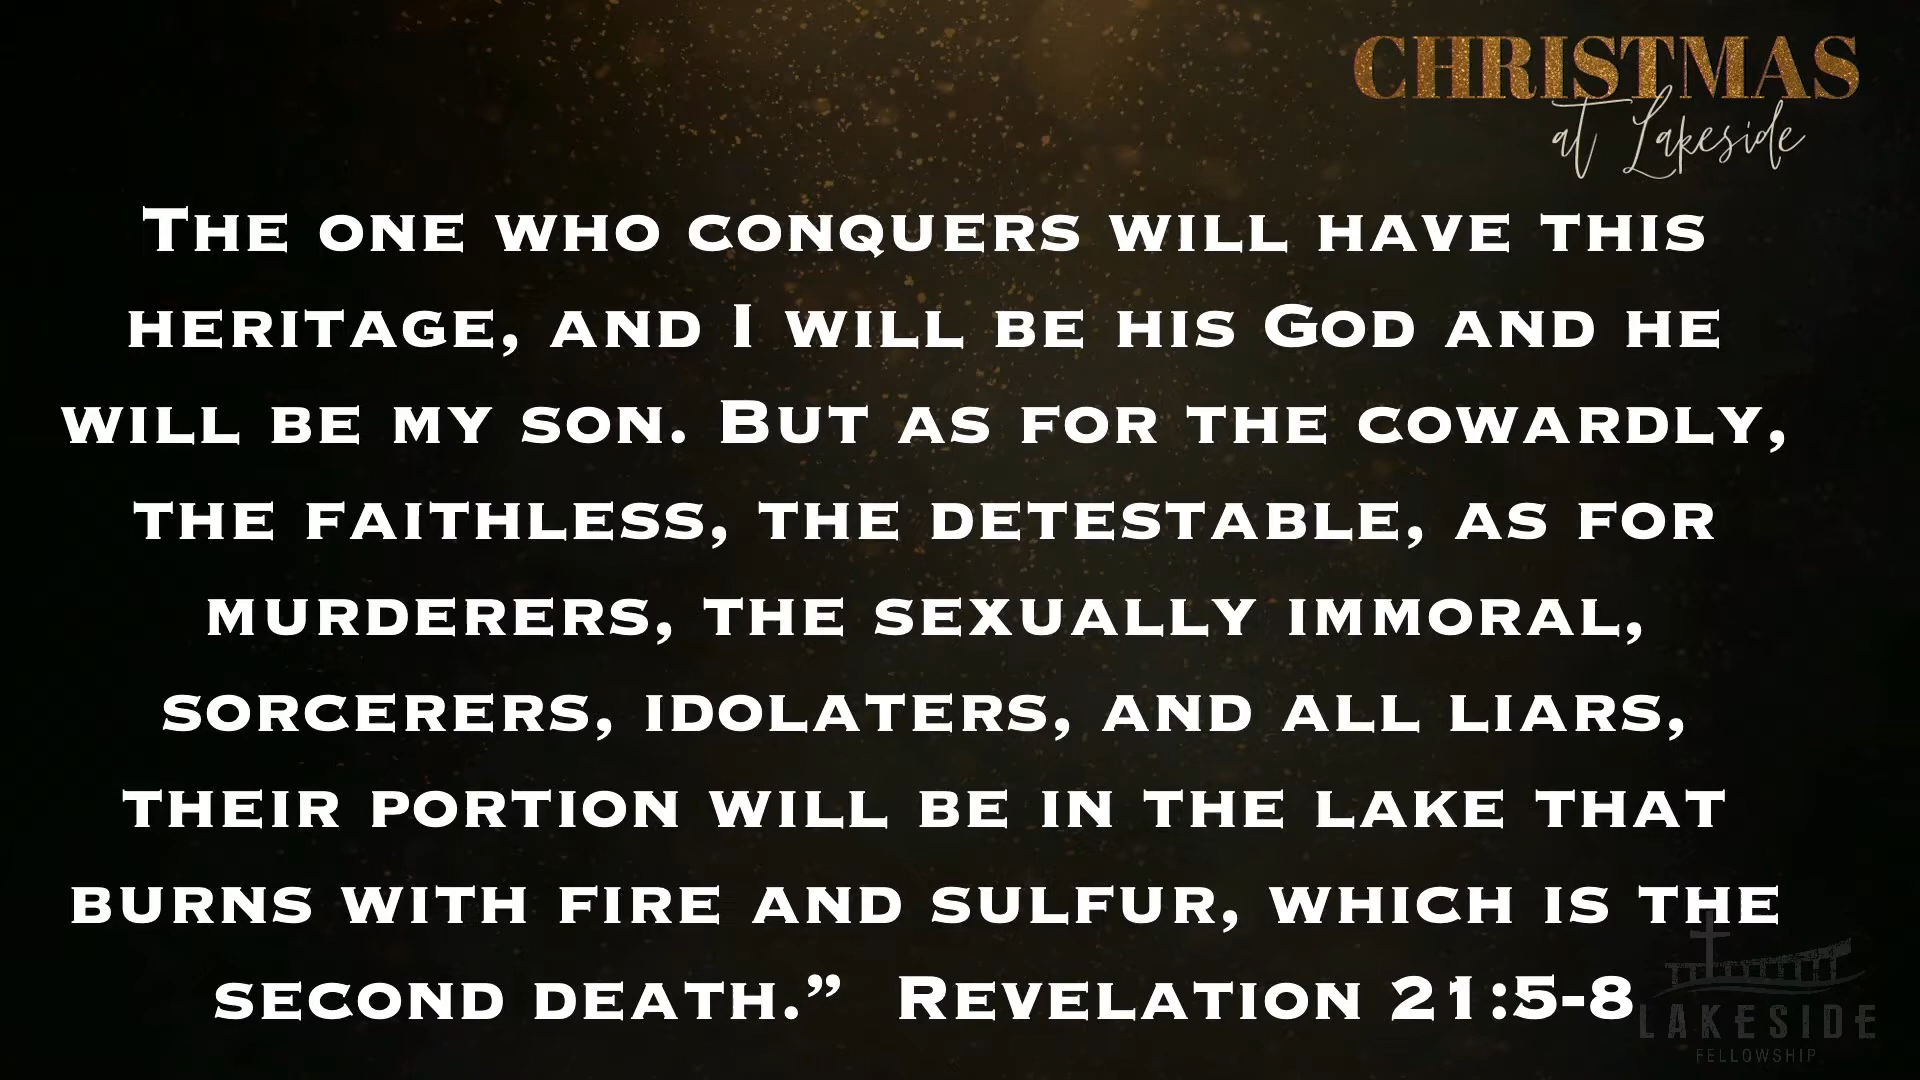 CHRISTMAS
at Lakeside
The one who conquers will have this
heritage, and I will be his God and he
will be my son. But as for the cowardly,
the faithless, the detestable, as for
murderers, the sexually immoral,
sorcerers, idolaters, and all liars,
their portion will be in the lake that
burns with fire and sulfur, which is the
second death.” Revelation 21:5-8
LAKESIDE
FELLOWSHIP